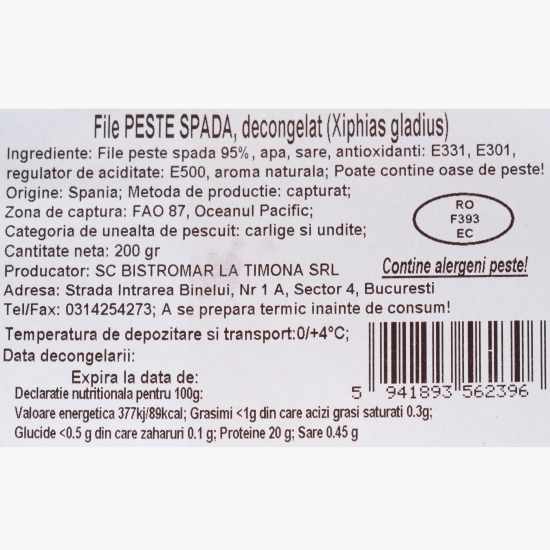 File PESTE SPADA, decongelat (Xiphias gladius)
Ingrediente: File peste spada 95%, apa, sare, antioxidanti: E331, E301,
regulator de aciditate: E500, aroma naturala; Poate contine oase de peste!
Origine: Spania; Metoda de productie: capturat;
Zona de captura: FAO 87, Oceanul Pacific;
Categoria de unealta de pescuit: carlige si undite;
Cantitate neta: 200 gr
RO
F393
EC
Producator: SC BISTROMAR LA TIMONA SRL
Contine alergeni peste!
Adresa: Strada Intrarea Binelui, Nr 1 A, Sector 4, Bucuresti
Tel/Fax: 0314254273; A se prepara termic inainte de consum!
Temperatura de depozitare si transport:0/+4°C;
Data decongelarii:
Expira la data de:
Declaratie nutritionala pentru 100g:
5 941893 562396
Valoare energetica 377kj/89kcal; Grasimi <1g din care acizi grasi saturati 0.3g;
Glucide <0.5 g din care zaharuri 0.1 g; Proteine 20 g; Sare 0.45 g